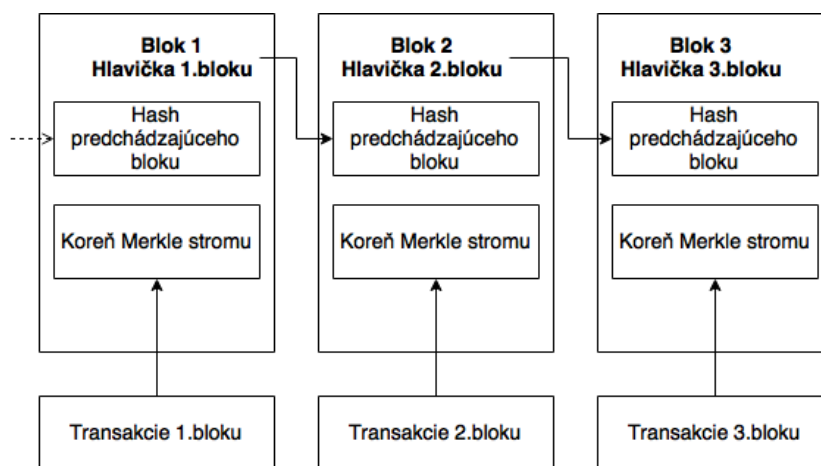 Blok 1
Hlavička 1.bloku
Hash
predchádzajúceho
bloku
Koreň Merkle stromu
Transakcie 1.bloku
Blok 2
Hlavička 2.bloku
Hash
predchádzajúceho
bloku
Koreň Merkle stromu
Transakcie 2.bloku
Blok 3
Hlavička 3.bloku
Hash
predchádzajúceho
bloku
Koreň Merkle stromu
Transakcie 3.bloku